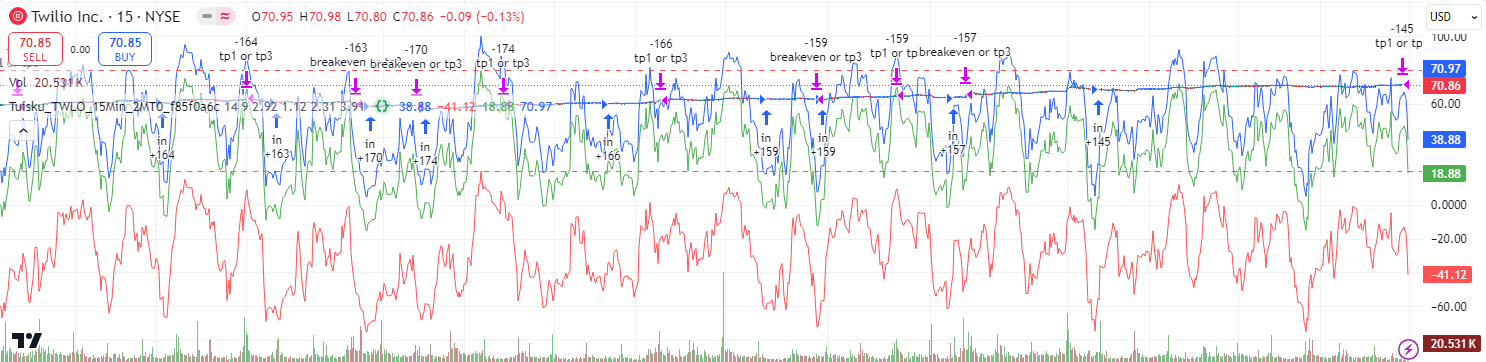 Twilio Inc. · 15 · NYSE
O70.95 H70.98 L70.80 C70.86 −0.09 (−0.13%)
USD
70.85
SELL
0.00
70.85
BUY
Vol 20.531 K
Tulsku_TWLO_15Min_2MT0_f85f0a6c 14 9 2.92 1.12 2.31 3.91 38.88 −41.12 18.88 70.97
-164
tp1 or tp3
-163
breakeven
-170
breakeven or tp3
-174
tp1 or tp3
-166
tp1 or tp3
-159
breakeven or tp3
-159
tp1 or tp3
-157
breakeven or tp3
-145
tp1 or tp
in
+164
in
+163
in
+170
in
+174
in
+166
in
+159
in
+159
in
+157
in
+145
100.00
70.97
70.86
60.00
38.88
18.88
0.0000
−20.00
−41.12
−60.00
20.531 K